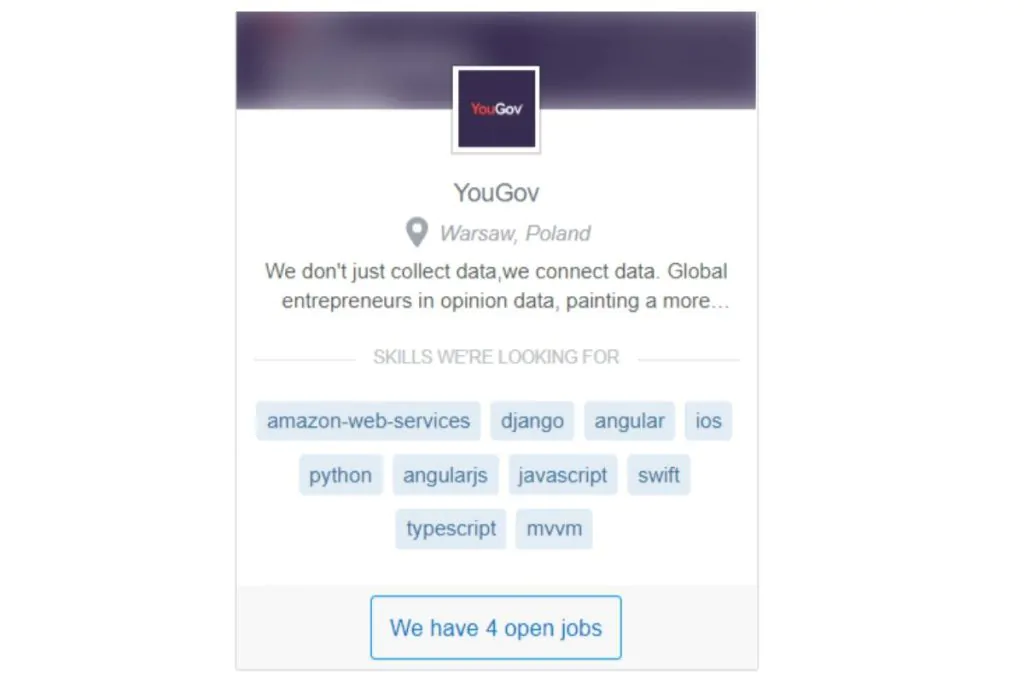 YouGov
YouGov
Warsaw, Poland
We don't just collect data,we connect data. Global
entrepreneurs in opinion data, painting a more...
SKILLS WE'RE LOOKING FOR
amazon-web-services django angular ios
python angularjs javascript swift
typescript mvvm
We have 4 open jobs